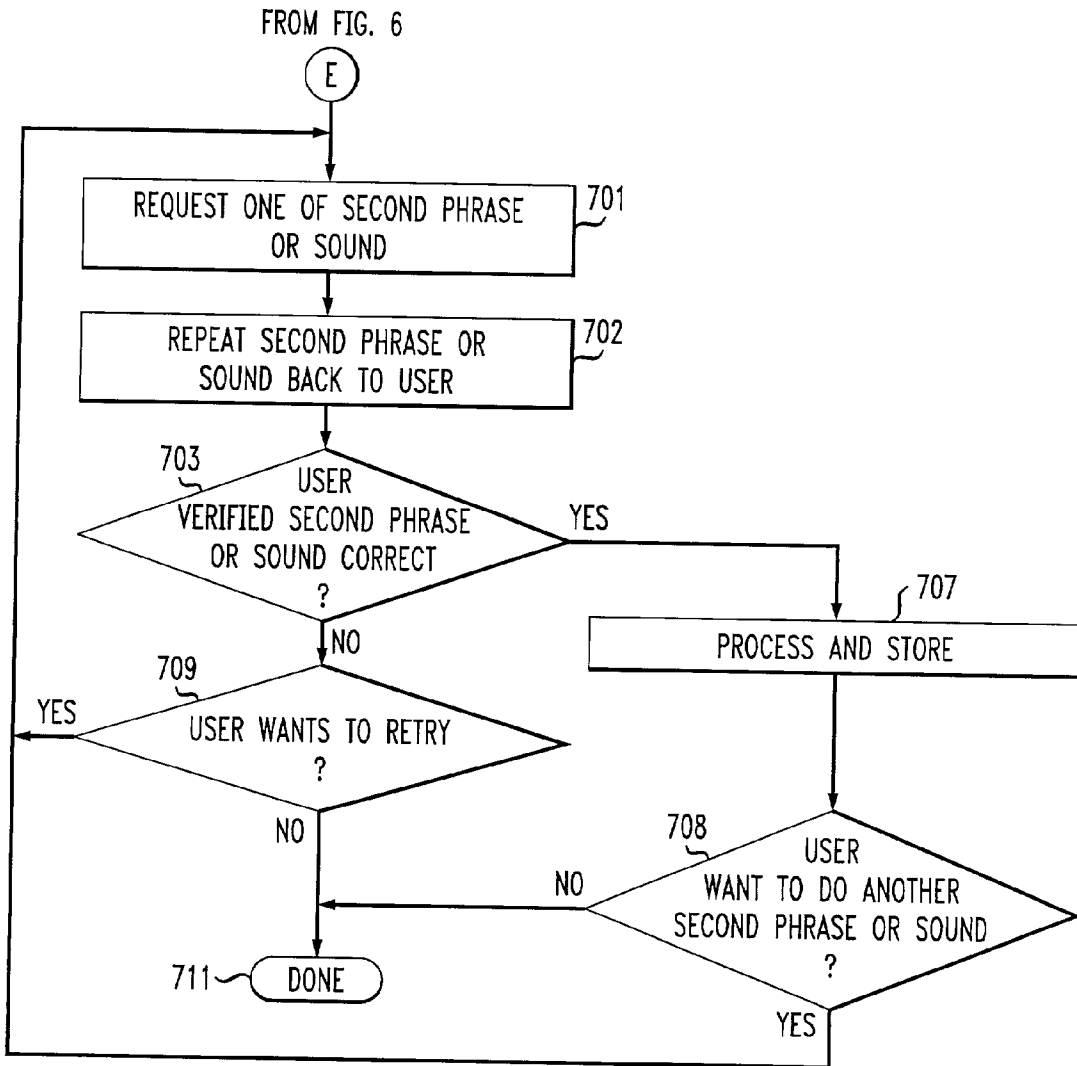 FROM FIG. 6
E
REQUEST ONE OF SECOND PHRASE
OR SOUND
701
REPEAT SECOND PHRASE OR
SOUND BACK TO USER
702
703
USER
VERIFIED SECOND PHRASE
OR SOUND CORRECT
?
YES
NO
707
PROCESS AND STORE
709
YES
USER WANTS TO RETRY
?
NO
708
USER
WANT TO DO ANOTHER
SECOND PHRASE OR SOUND
?
NO
YES
711
DONE